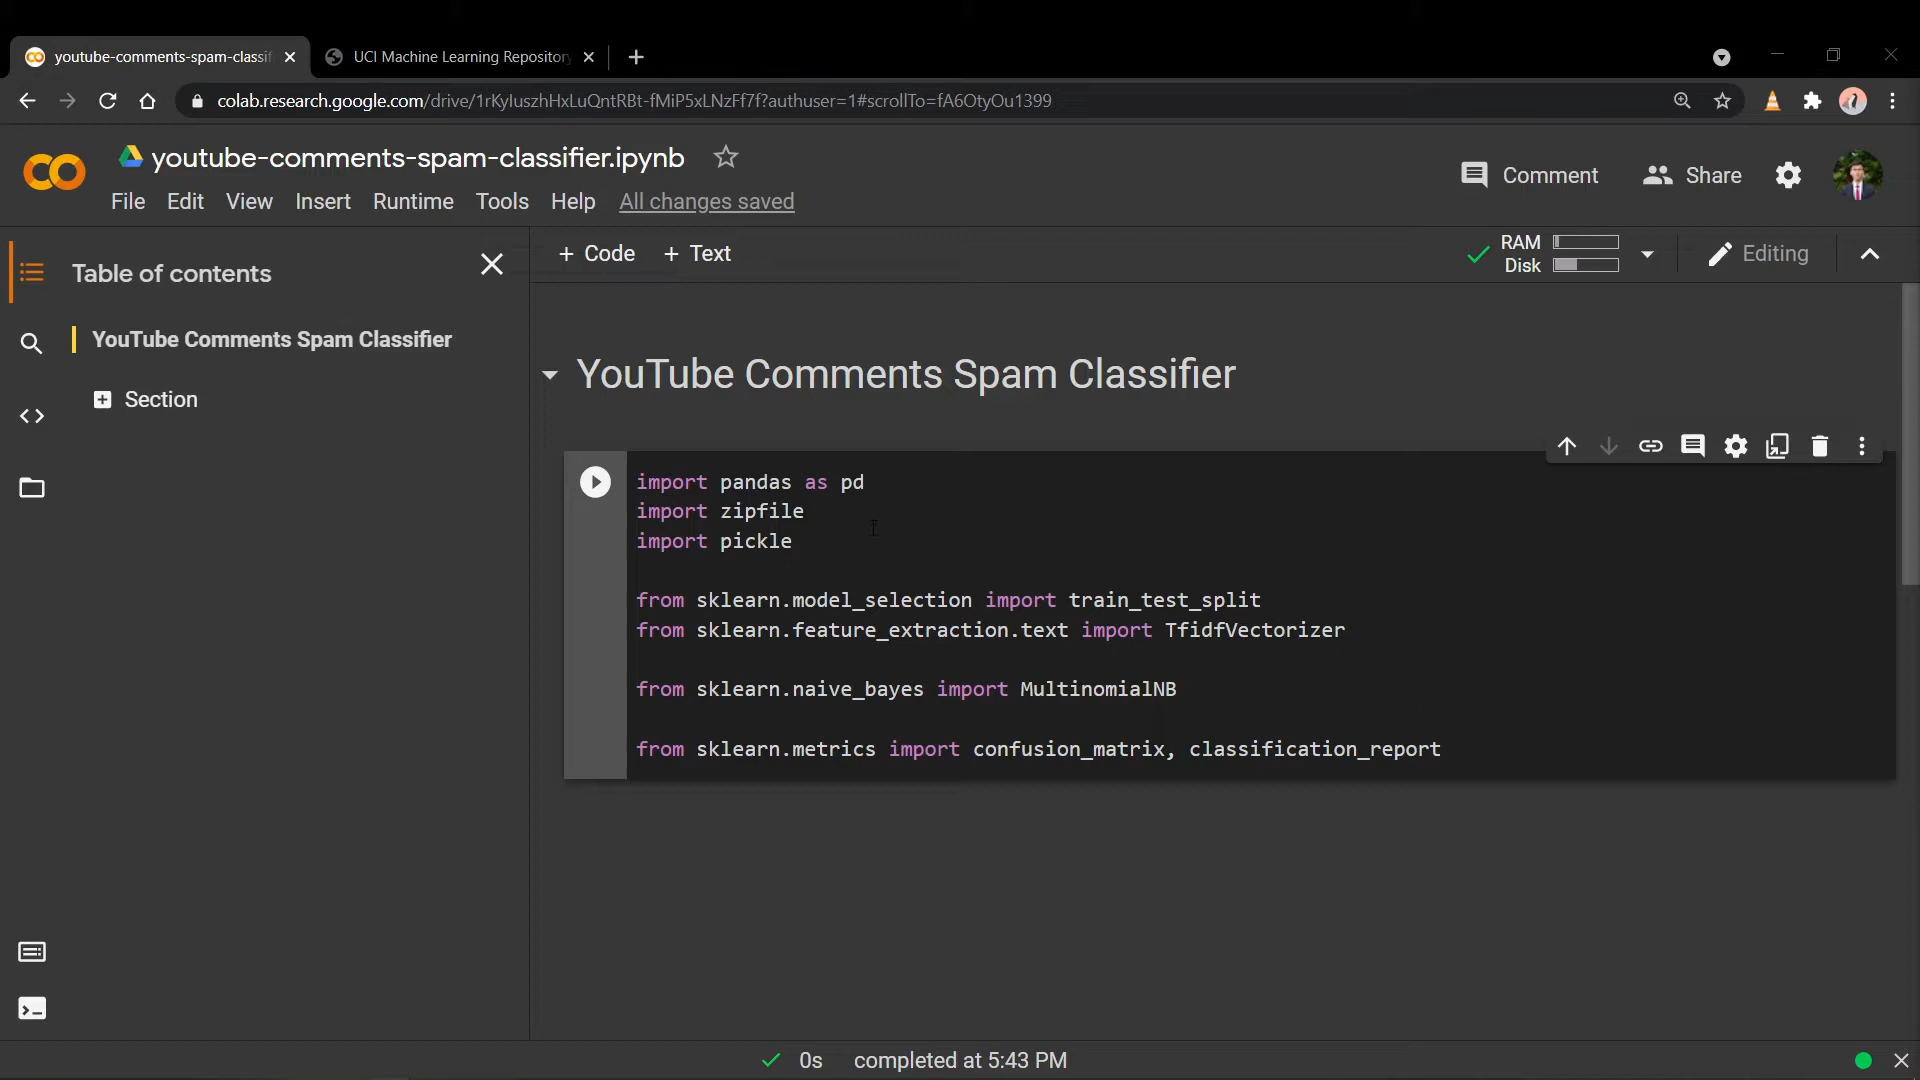 youtube-comments-spam-classif
UCI Machine Learning Repository
colab.research.google.com/drive/1rKyluszhHxLuQntRBt-fMiP5xLNzFf7f?authuser=1#scrollTo=fA6OtyOu1399
youtube-comments-spam-classifier.ipynb
Comment
Share
File Edit View Insert Runtime Tools Help All changes saved
Table of contents
+ Code + Text
RAM
Disk
Editing
YouTube Comments Spam Classifier
Section
YouTube Comments Spam Classifier
import pandas as pd
import zipfile
import pickle
from sklearn.model_selection import train_test_split
from sklearn.feature_extraction.text import TfidfVectorizer
from sklearn.naive_bayes import MultinomialNB
from sklearn.metrics import confusion_matrix, classification_report
0s completed at 5:43 PM